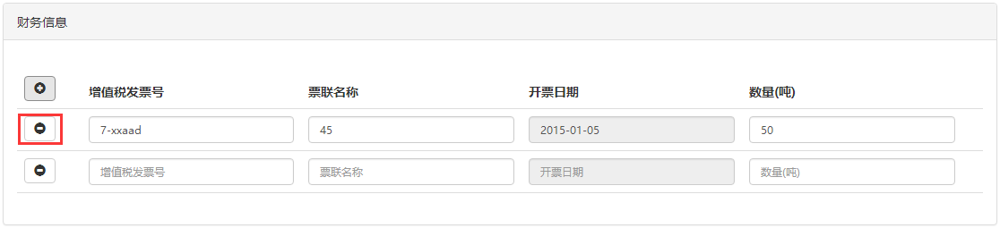 财务信息
增值税发票号 票联名称 开票日期 数量(吨)
7-xxaad 45 2015-01-05 50
增值税发票号 票联名称 开票日期 数量(吨)